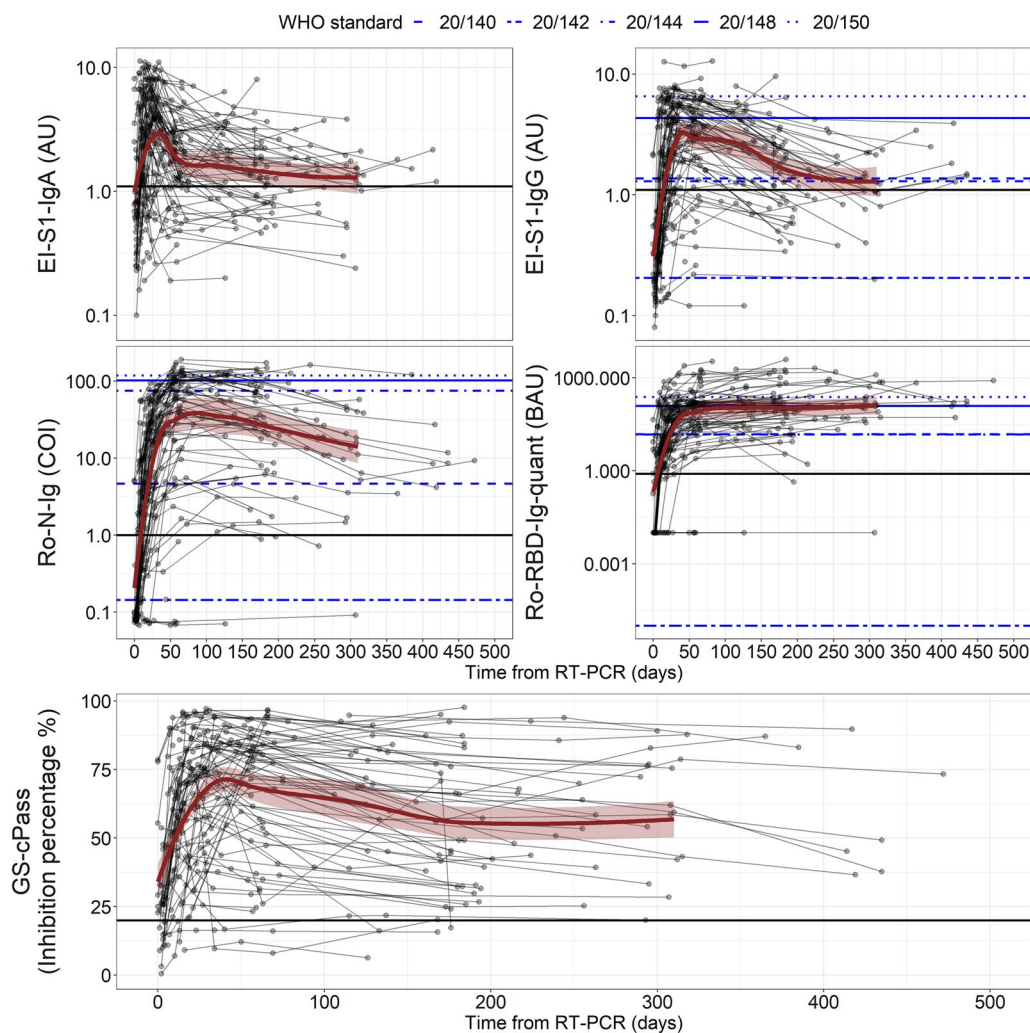 WHO standard 20/140 20/142 20/144 20/148 20/150
EI-S1-IgA (AU)
10.0
1.0
0.1
EI-S1-IgG (AU)
10.0
1.0
0.1
Ro-N-Ig (COI)
100.0
10.0
1.0
0.1
0 50 100 150 200 250 300 350 400 450 500
Time from RT-PCR (days)
Ro-RBD-Ig-quant (BAU)
1000.000
1.000
0.001
0 50 100 150 200 250 300 350 400 450 500
Time from RT-PCR (days)
GS-cPass
(Inhibition percentage %)
100
75
50
25
0
0 100 200 300 400 500
Time from RT-PCR (days)